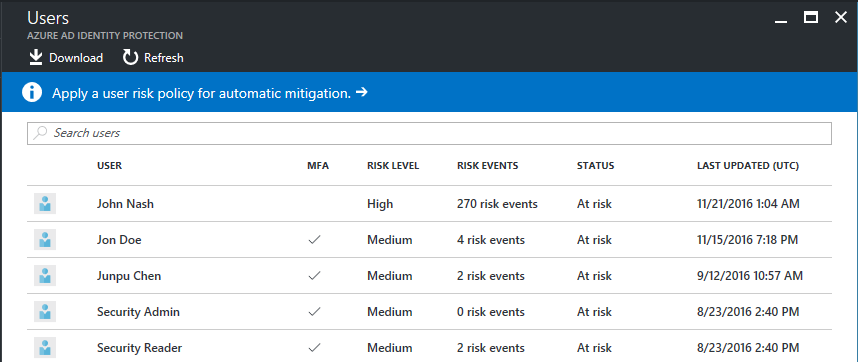 Users
AZURE AD IDENTITY PROTECTION
Download Refresh
Apply a user risk policy for automatic mitigation. →
Search users
USER MFA RISK LEVEL RISK EVENTS STATUS LAST UPDATED (UTC)
John Nash High 270 risk events At risk 11/21/2016 1:04 AM
Jon Doe ✓ Medium 4 risk events At risk 11/15/2016 7:18 PM
Junpu Chen ✓ Medium 2 risk events At risk 9/12/2016 10:57 AM
Security Admin ✓ Medium 0 risk events At risk 8/23/2016 2:40 PM
Security Reader ✓ Medium 2 risk events At risk 8/23/2016 2:40 PM